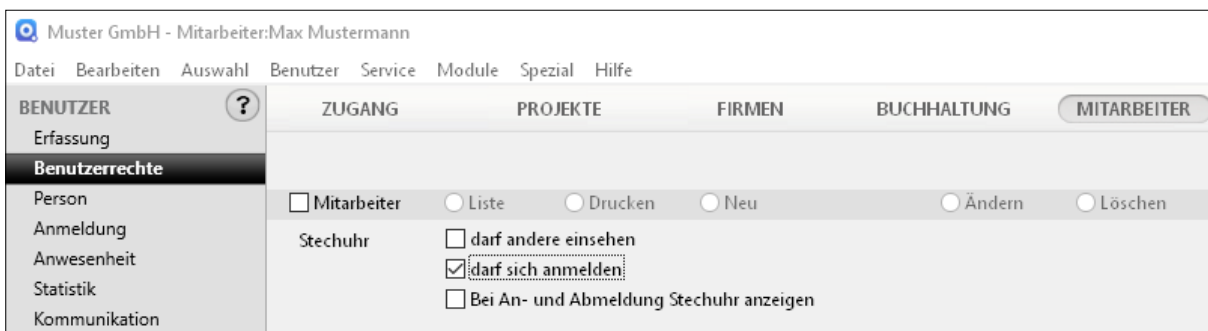 Muster GmbH - Mitarbeiter:Max Mustermann
Datei Bearbeiten Auswahl Benutzer Service Module Spezial Hilfe
BENUTZER ?
Erfassung
Benutzerrechte
Person
Anmeldung
Anwesenheit
Statistik
Kommunikation
ZUGANG PROJEKTE FIRMEN BUCHHALTUNG MITARBEITER
Mitarbeiter Liste Drucken Neu Ändern Löschen
Stechuhr darf andere einsehen
darf sich anmelden
Bei An- und Abmeldung Stechuhr anzeigen